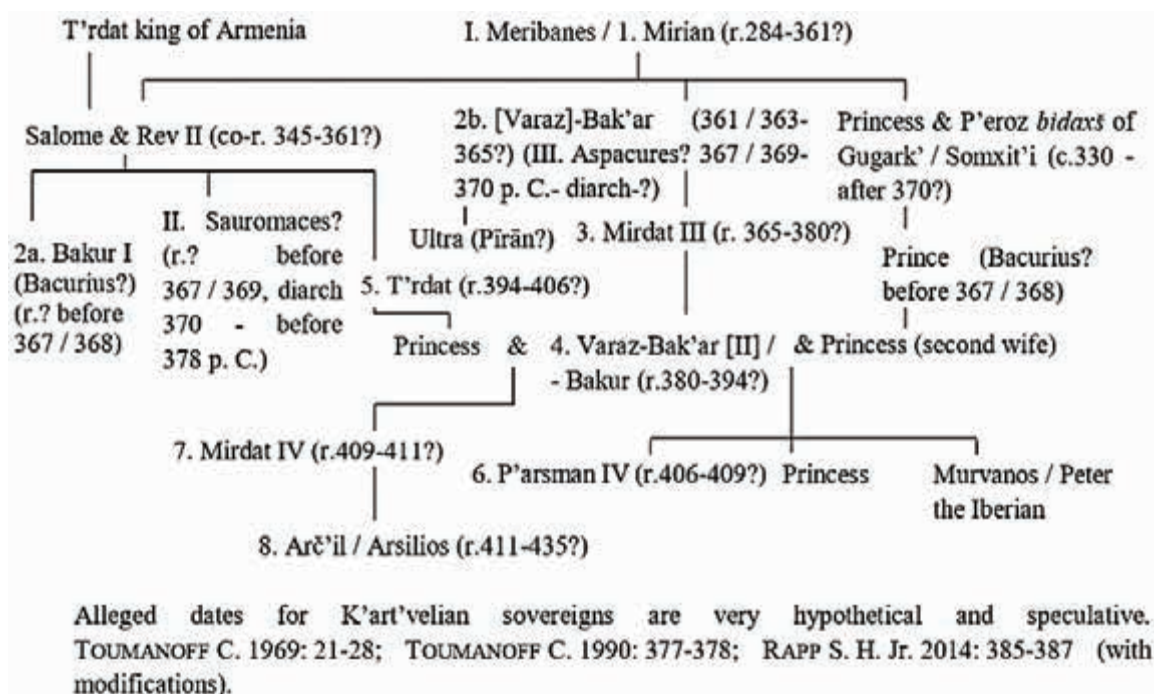 T'rdat king of Armenia
I. Meribanes / 1. Mirian (r.284-361?)
Salome & Rev II (co-r. 345-361?)
2b. [Varaz]-Bak'ar (361 / 363-
365?) (III. Aspacures? 367 / 369-
370 p. C.- diarch-?)
Princess & P'eroz bidaxš of
Gugark' / Somxit'i (c.330 -
after 370?)
2a. Bakur I
(Bacurius?)
(r.? before
367 / 368)
II. Sauromaces?
(r.? before
367 / 369, diarch
370 - before
378 p. C.)
Ultra (Pīrān?)
3. Mirdat III (r. 365-380?)
Prince (Bacurius?
before 367 / 368)
5. T'rdat (r.394-406?)
Princess & 4. Varaz-Bak'ar [II] /
- Bakur (r.380-394?)
& Princess (second wife)
7. Mirdat IV (r.409-411?)
6. P'arsman IV (r.406-409?)
Princess
Murvanos / Peter
the Iberian
8. Arč'il / Arsilios (r.411-435?)
Alleged dates for K'art'velian sovereigns are very hypothetical and speculative.
TOUMANOFF C. 1969: 21-28; TOUMANOFF C. 1990: 377-378; RAPP S. H. Jr. 2014: 385-387 (with
modifications).